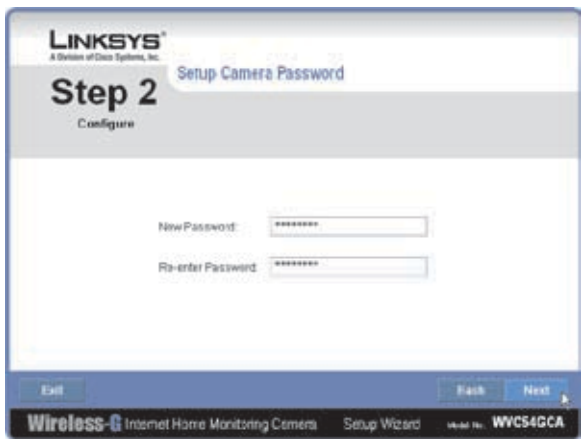 LINKSYS®
A Division of Cisco Systems, Inc.
Setup Camera Password
Step 2
Configure
New Password:
********
Re-enter Password:
********
Exit
Back
Next
Wireless-G Internet Home Monitoring Camera
Setup Wizard
Model No. WVC54GCA